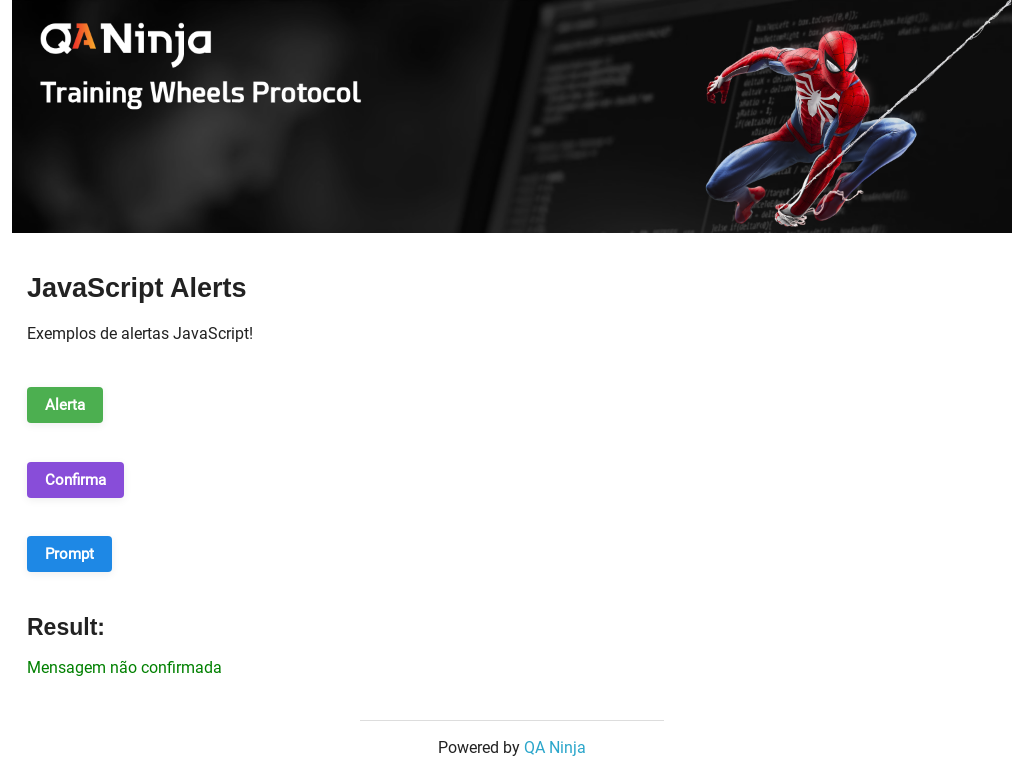 QANinja
Training Wheels Protocol
JavaScript Alerts
Exemplos de alertas JavaScript!
Alerta
Confirma
Prompt
Result:
Mensagem não confirmada
Powered by QA Ninja